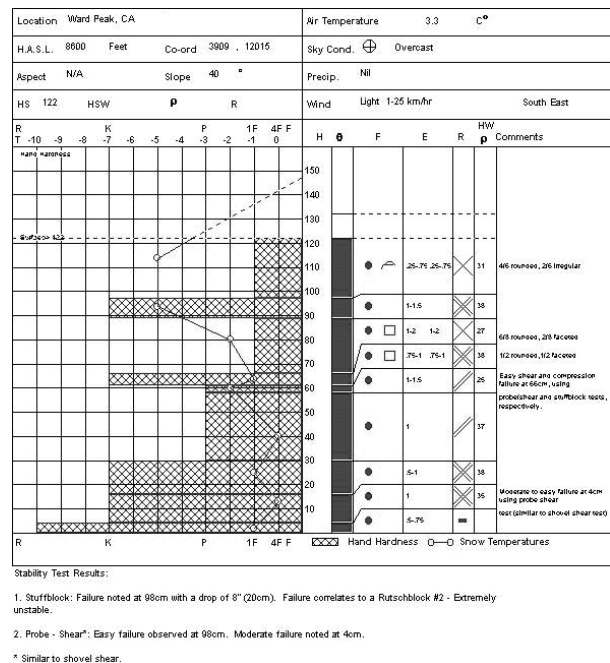 Location Ward Peak, CA
Air Temperature 3.3 C°
H.A.S.L. 8600 Feet Co-ord 3909 , 12015
Sky Cond. Overcast
Aspect N/A Slope 40 °
Precip. Nil
HS 122 HSW ρ R
Wind Light 1-25 km/hr South East
R K P 1F 4F F
T -10 -9 -8 -7 -6 -5 -4 -3 -2 -1 0
H θ F E R HW ρ Comments
Hand Hardness
150
140
130
Surface 122
120
110
.25-.75 .25-.75 31 4/6 rounded, 2/6 irregular
100
1-1.5 38
90
1-2 1-2 27
80
6/8 rounded, 2/8 faceted
.75-1 .75-1 38 1/2 rounded,1/2 faceted
70
1-1.5 25
Easy shear and compression
failure at 66cm, using
60
probe/shear and stuffblock tests,
respectively.
50
1 37
40
30
.5-1 38
20
1 35
Moderate to easy failure at 4cm
using probe shear
10
test (similar to shovel shear test)
.5-.75
R K P 1F 4F F
Hand Hardness Snow Temperatures
Stability Test Results:
1. Stuffblock: Failure noted at 98cm with a drop of 8" (20cm). Failure correlates to a Rutschblock #2 - Extremely
unstable.
2. Probe - Shear*: Easy failure observed at 98cm. Moderate failure noted at 4cm.
* Similar to shovel shear.